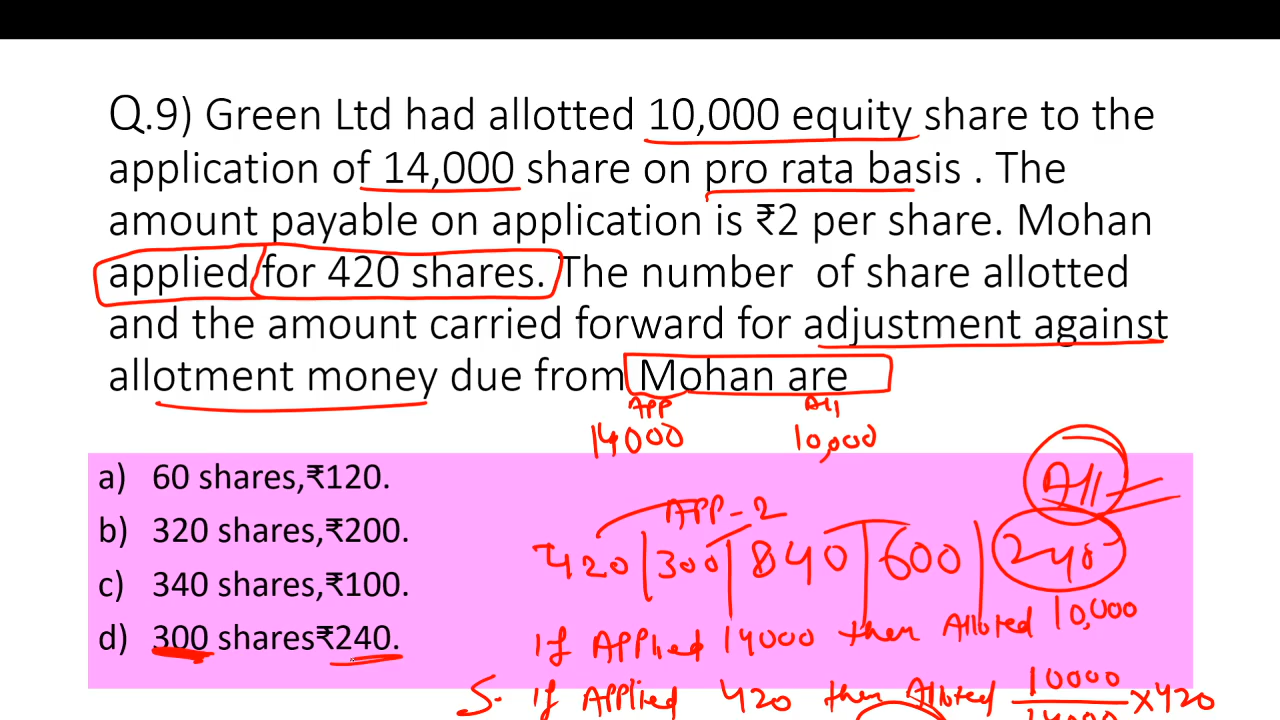 Q.9) Green Ltd had allotted 10,000 equity share to the
application of 14,000 share on pro rata basis . The
amount payable on application is ₹2 per share. Mohan
applied for 420 shares. The number of share allotted
and the amount carried forward for adjustment against
allotment money due from Mohan are
APP All
14000 10,000
a) 60 shares,₹120.
b) 320 shares,₹200.
c) 340 shares,₹100.
d) 300 shares₹240.
All
APP - 2
420 300 840 600 240
If APPlied 14000 then Alloted 10,000
S. If Applied 420 then Alloted 10000 × 420
14000